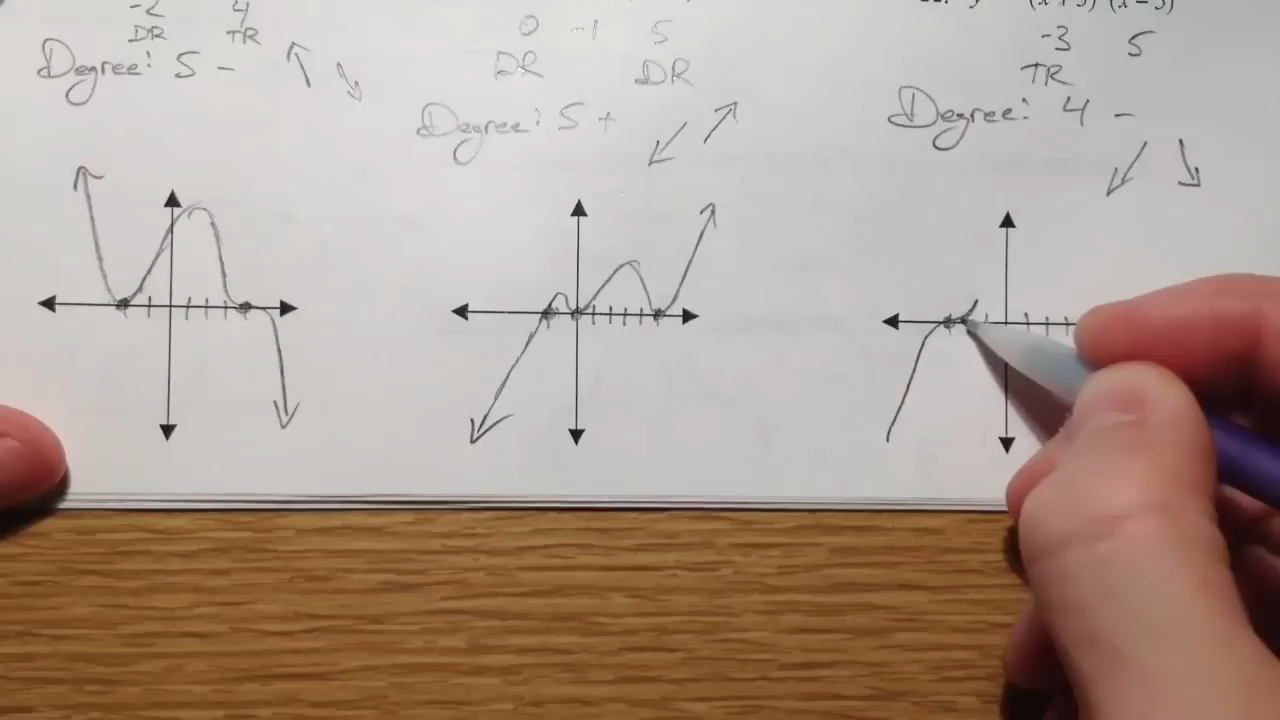 -2 4
DR TR
Degree: 5 -
0 -1 5
DR DR
Degree: 5 +
-3 5
TR
Degree: 4 -